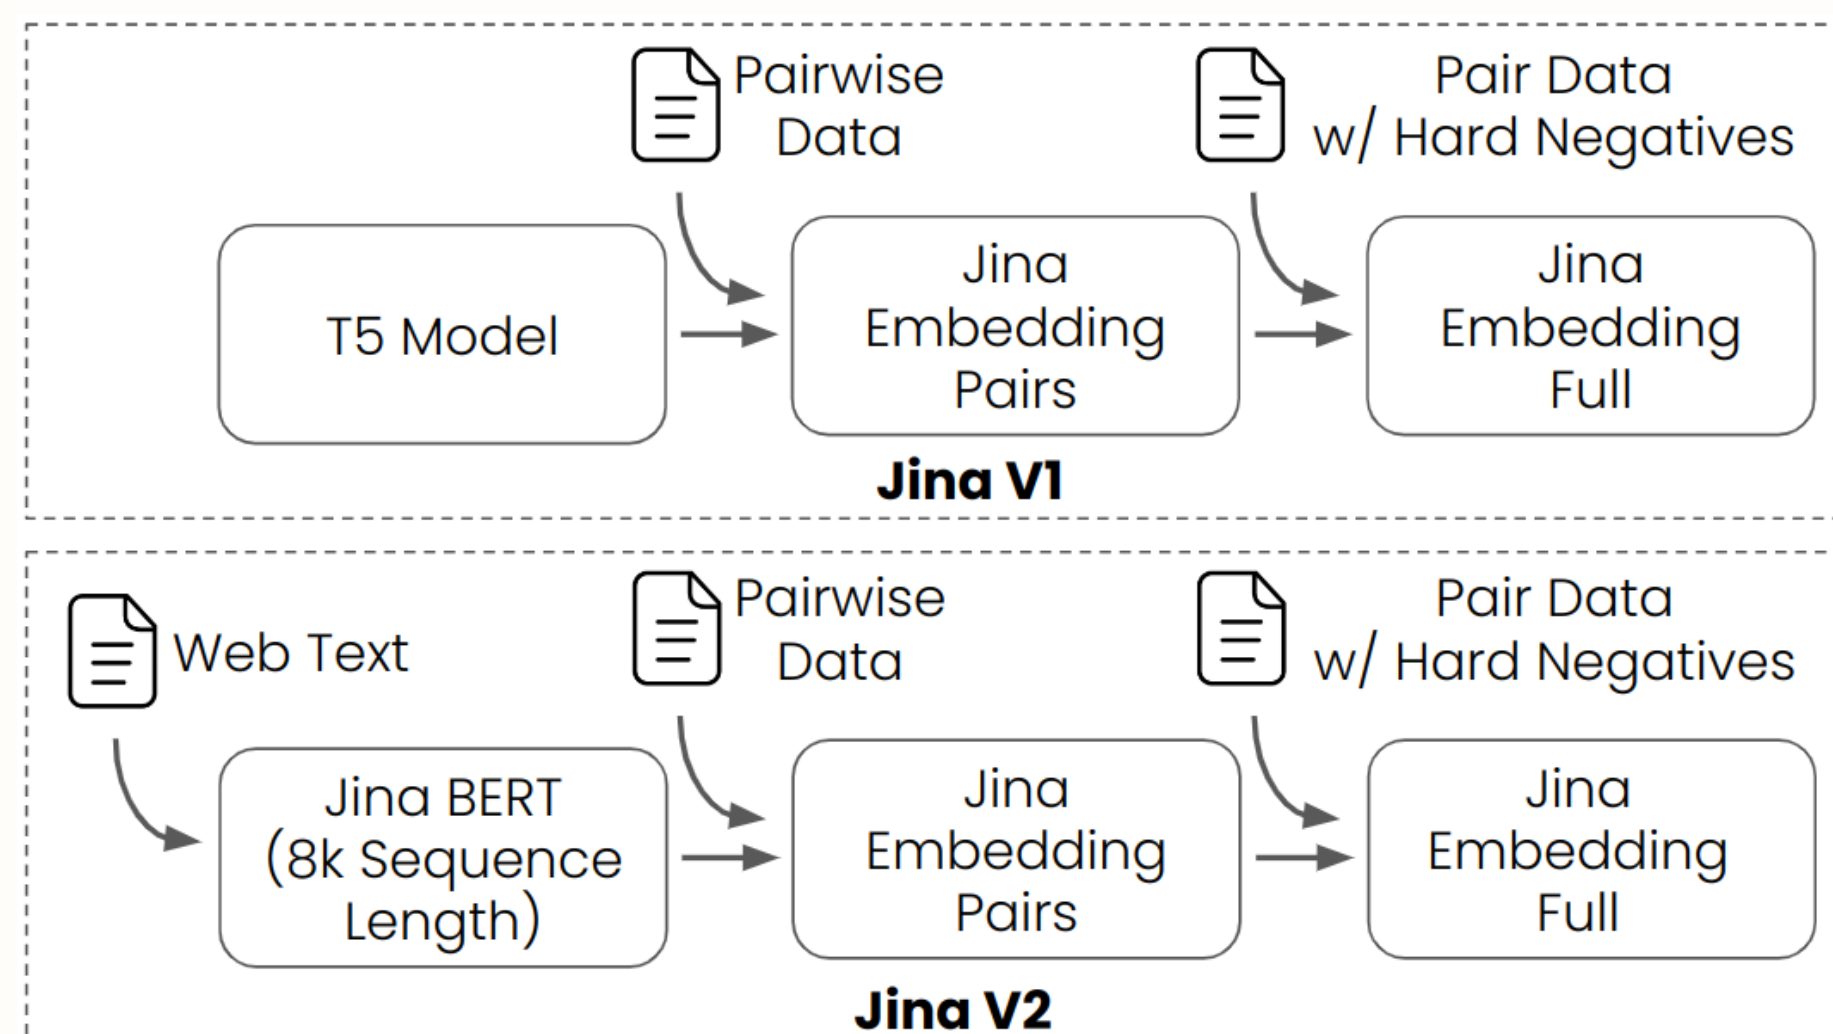 Pairwise
Data
Pair Data
w/ Hard Negatives
T5 Model
Jina
Embedding
Pairs
Jina
Embedding
Full
Jina V1
Web Text
Pairwise
Data
Pair Data
w/ Hard Negatives
Jina BERT
(8k Sequence
Length)
Jina
Embedding
Pairs
Jina
Embedding
Full
Jina V2